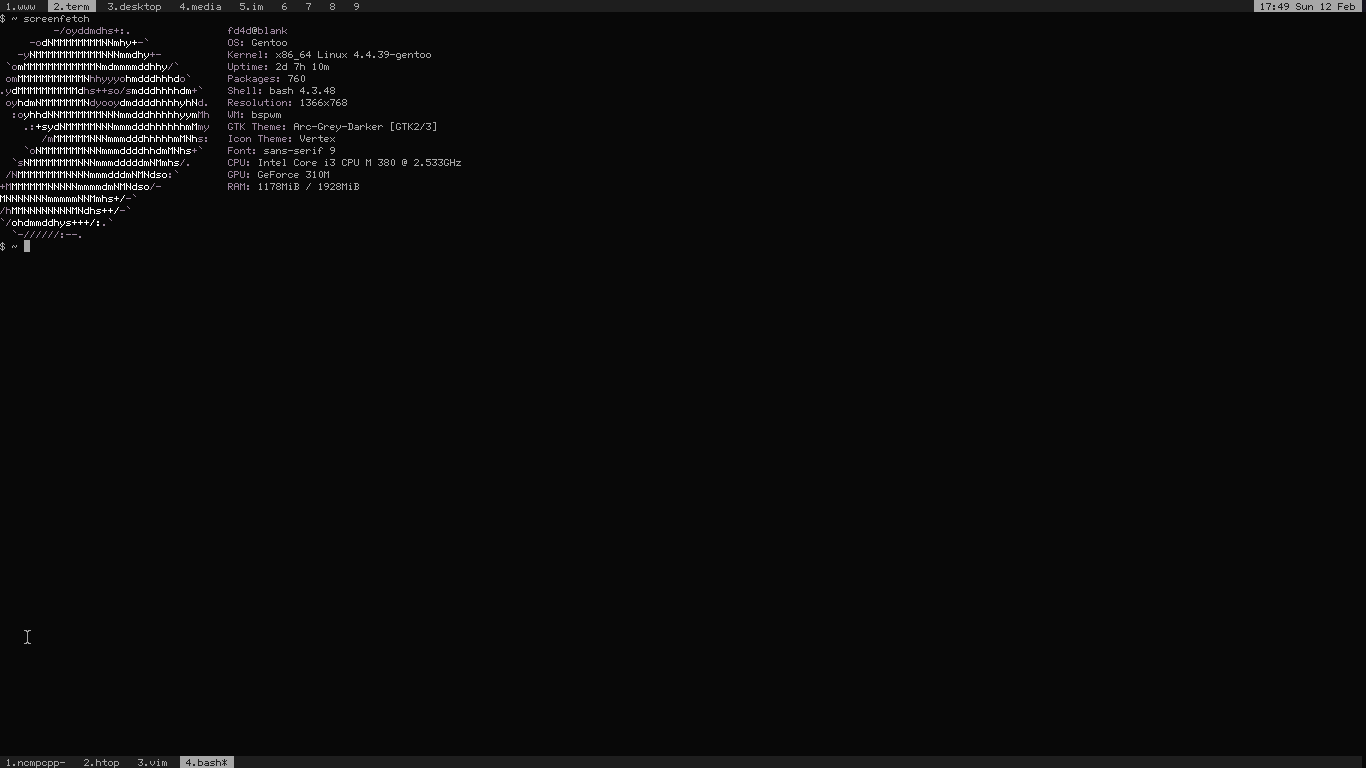 1.www 2.term 3.desktop 4.media 5.im 6 7 8 9 17:49 Sun 12 Feb
$ ~ screenfetch
         -/oyddmdhs+:.                fd4d@blank
     -odNMMMMMMMMNNmhy+-`             OS: Gentoo
   -yNMMMMMMMMMMMNNNmmdhy+-           Kernel: x86_64 Linux 4.4.39-gentoo
 `omMMMMMMMMMMMMNmdmmmmddhhy/`        Uptime: 2d 7h 10m
 omMMMMMMMMMMMNhhyyyohmdddhhhdo`      Packages: 760
.ydMMMMMMMMMMdhs++so/smdddhhhhdm+`    Shell: bash 4.3.48
 oyhdmNMMMMMMMNdyooydmddddhhhhyhNd.   Resolution: 1366x768
  :oyhhdNNMMMMMMMNNNmmdddhhhhhyymMh   WM: bspwm
    .:+sydNMMMMMNNNmmmdddhhhhhhmMmy   GTK Theme: Arc-Grey-Darker [GTK2/3]
       /mMMMMMMNNNmmmdddhhhhhmMNhs:   Icon Theme: Vertex
    `oNMMMMMMMNNNmmmddddhhdmMNhs+`    Font: sans-serif 9
  `sNMMMMMMMMNNNmmmdddddmNMmhs/.      CPU: Intel Core i3 CPU M 380 @ 2.533GHz
 /NMMMMMMMMNNNNmmmdddmNMNdso:`        GPU: GeForce 310M
+MMMMMMMNNNNNmmmmdmNMNdso/-           RAM: 1178MiB / 1928MiB
MNNNNNNNmmmmmNNMmhs+/-`
/hMMNNNNNNNNMNdhs++/-`
`/ohdmmddhys+++/:.`
  `-//////:--.
$ ~
1.ncmpcpp- 2.htop 3.vim 4.bash*